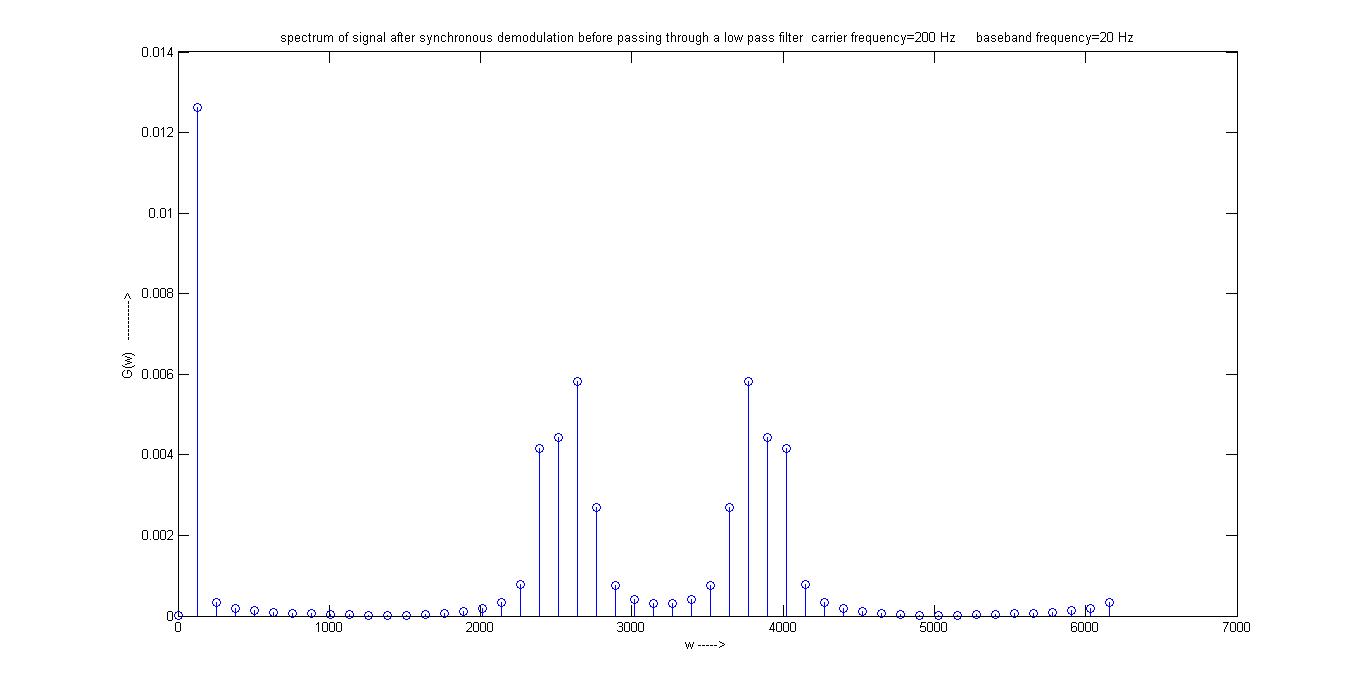 spectrum of signal after synchronous demodulation before passing through a low pass filter  carrier frequency=200 Hz      baseband frequency=20 Hz
0.014
0.012
0.01
0.008
0.006
0.004
0.002
0
G(w)   ----------->
0 1000 2000 3000 4000 5000 6000 7000
w ----->